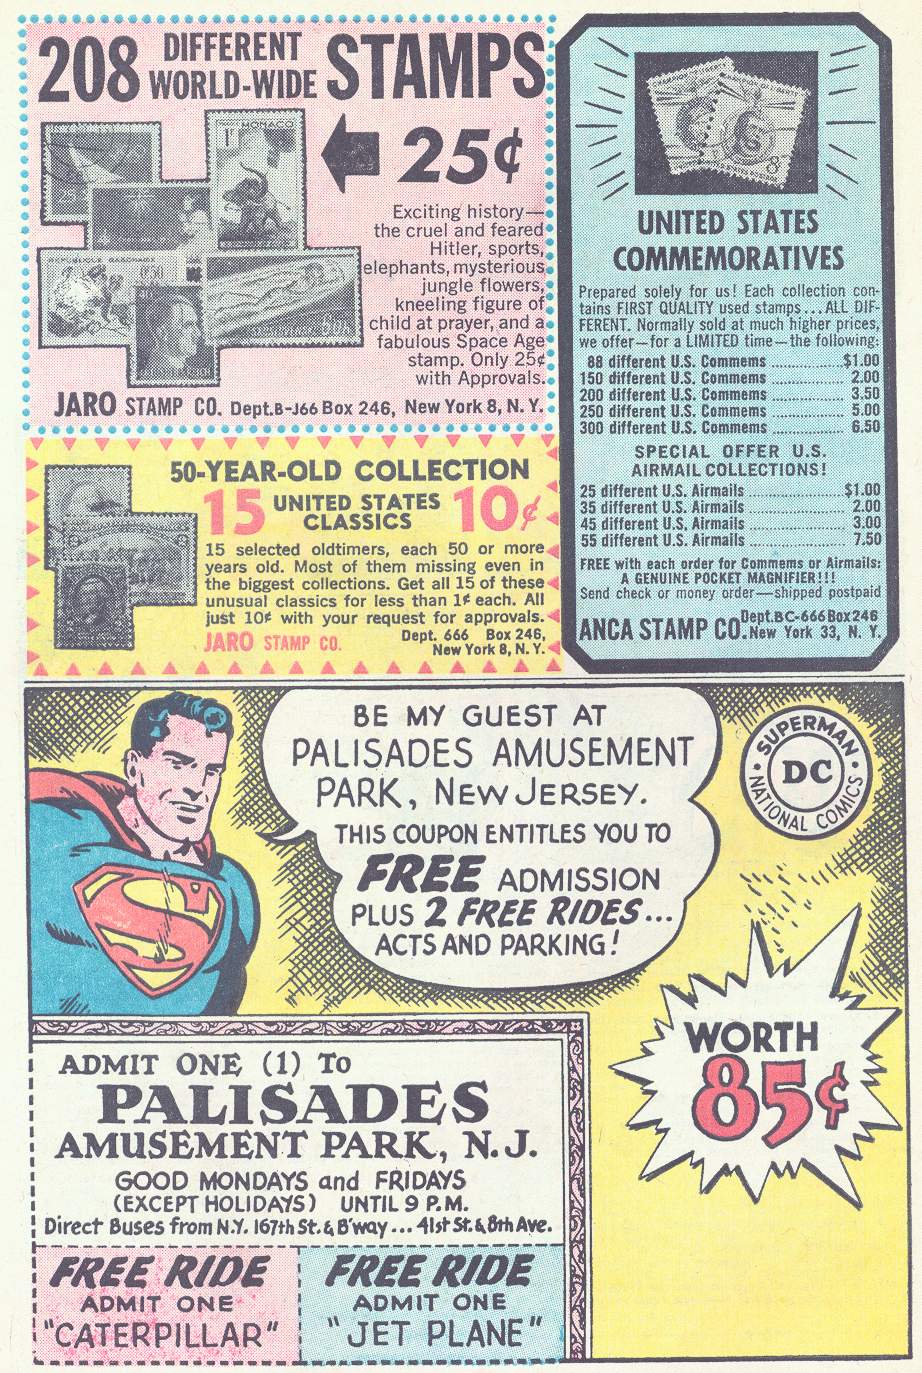 208 DIFFERENT WORLD-WIDE STAMPS
25¢
Exciting history—
the cruel and feared
Hitler, sports,
elephants, mysterious
jungle flowers,
kneeling figure of
child at prayer, and a
fabulous Space Age
stamp. Only 25¢
with Approvals.
JARO STAMP CO. Dept.B-J66 Box 246, New York 8, N. Y.
1F MONACO
REPUBLIQUE GABONAISE
0F50
50-YEAR-OLD COLLECTION
15 UNITED STATES CLASSICS 10¢
15 selected oldtimers, each 50 or more
years old. Most of them missing even in
the biggest collections. Get all 15 of these
unusual classics for less than 1¢ each. All
just 10¢ with your request for approvals.
JARO STAMP CO. Dept. 666 Box 246,
New York 8, N. Y.
8
UNITED STATES
COMMEMORATIVES
Prepared solely for us! Each collection con-
tains FIRST QUALITY used stamps...ALL DIF-
FERENT. Normally sold at much higher prices,
we offer—for a LIMITED time—the following:
88 different U.S. Commems ................$1.00
150 different U.S. Commems ................ 2.00
200 different U.S. Commems ................ 3.50
250 different U.S. Commems ................ 5.00
300 different U.S. Commems ................ 6.50
SPECIAL OFFER U.S.
AIRMAIL COLLECTIONS!
25 different U.S. Airmails ......................$1.00
35 different U.S. Airmails ...................... 2.00
45 different U.S. Airmails ...................... 3.00
55 different U.S. Airmails ...................... 7.50
FREE with each order for Commems or Airmails:
A GENUINE POCKET MAGNIFIER!!!
Send check or money order—shipped postpaid
ANCA STAMP CO. Dept.BC-666 Box 246
New York 33, N. Y.
BE MY GUEST AT
PALISADES AMUSEMENT
PARK, NEW JERSEY.
THIS COUPON ENTITLES YOU TO
FREE ADMISSION
PLUS 2 FREE RIDES...
ACTS AND PARKING!
SUPERMAN
DC
NATIONAL COMICS
S
WORTH
85¢
ADMIT ONE (1) TO
PALISADES
AMUSEMENT PARK, N.J.
GOOD MONDAYS and FRIDAYS
(EXCEPT HOLIDAYS) UNTIL 9 P.M.
Direct Buses from N.Y. 167th St. & B'way... 41st St. & 8th Ave.
FREE RIDE
ADMIT ONE
"CATERPILLAR"
FREE RIDE
ADMIT ONE
"JET PLANE"